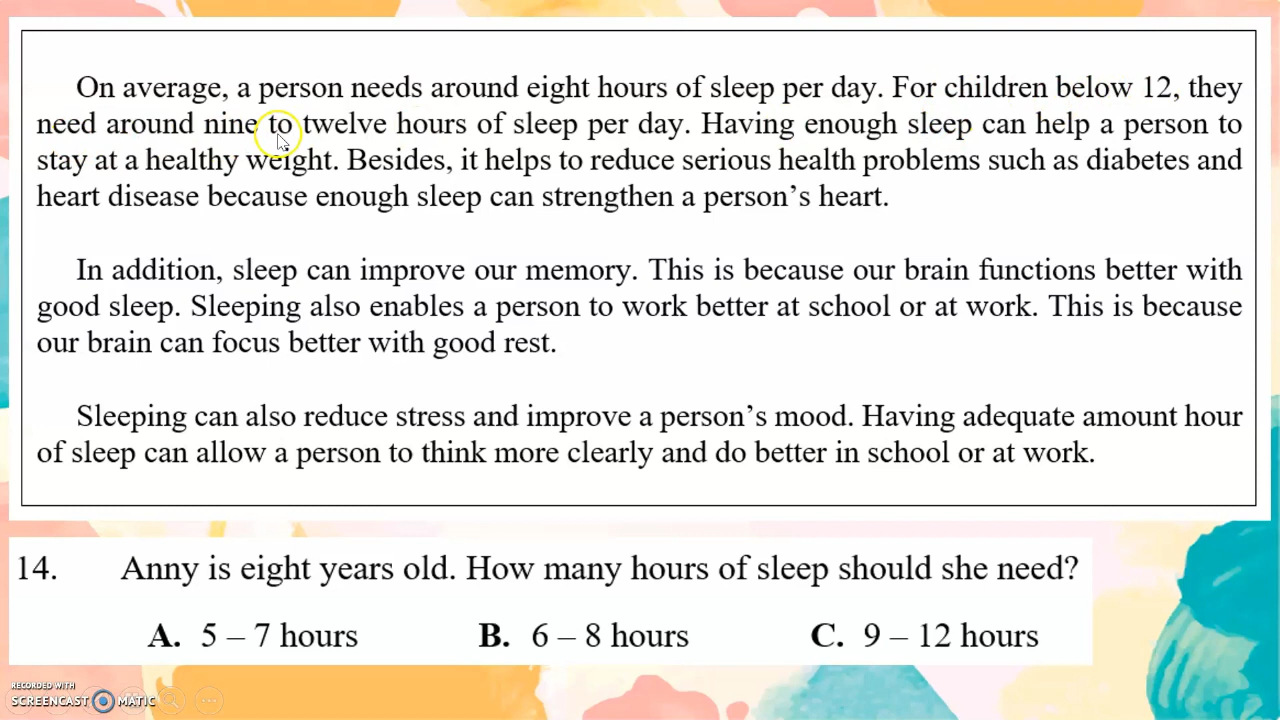 On average, a person needs around eight hours of sleep per day. For children below 12, they
need around nine to twelve hours of sleep per day. Having enough sleep can help a person to
stay at a healthy weight. Besides, it helps to reduce serious health problems such as diabetes and
heart disease because enough sleep can strengthen a person's heart.
In addition, sleep can improve our memory. This is because our brain functions better with
good sleep. Sleeping also enables a person to work better at school or at work. This is because
our brain can focus better with good rest.
Sleeping can also reduce stress and improve a person's mood. Having adequate amount hour
of sleep can allow a person to think more clearly and do better in school or at work.
14. Anny is eight years old. How many hours of sleep should she need?
A. 5 – 7 hours B. 6 – 8 hours C. 9 – 12 hours
RECORDED WITH
SCREENCAST MATIC